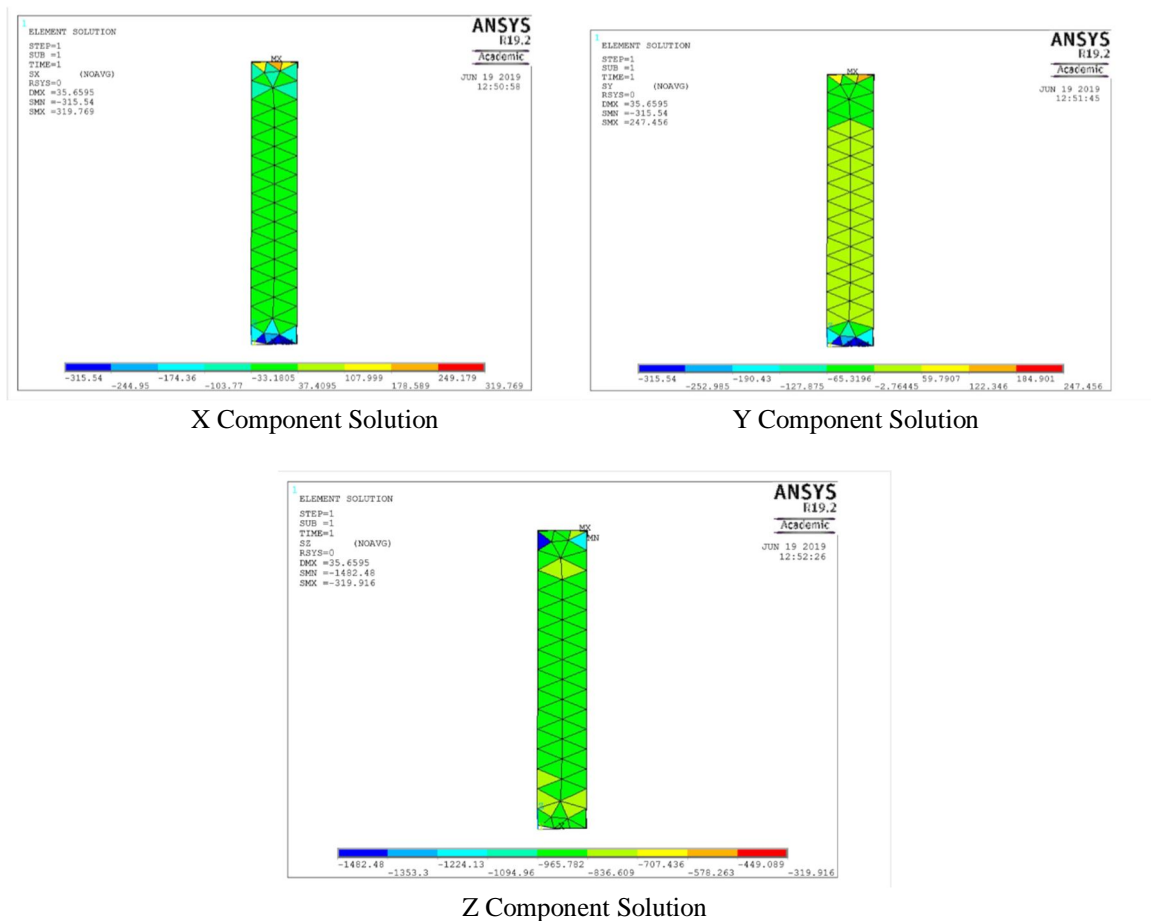 1
ELEMENT SOLUTION
STEP=1
SUB =1
TIME=1
SX (NOAVG)
RSYS=0
DMX =35.6595
SMN =-315.54
SMX =319.769
ANSYS
R19.2
Academic
JUN 19 2019
12:50:58
MX
-315.54
-244.95
-174.36
-103.77
-33.1805
37.4095
107.999
178.589
249.179
319.769
X Component Solution
1
ELEMENT SOLUTION
STEP=1
SUB =1
TIME=1
SY (NOAVG)
RSYS=0
DMX =35.6595
SMN =-315.54
SMX =247.456
ANSYS
R19.2
Academic
JUN 19 2019
12:51:45
MX
-315.54
-252.985
-190.43
-127.875
-65.3196
-2.76445
59.7907
122.346
184.901
247.456
Y Component Solution
1
ELEMENT SOLUTION
STEP=1
SUB =1
TIME=1
SZ (NOAVG)
RSYS=0
DMX =35.6595
SMN =-1482.48
SMX =-319.916
ANSYS
R19.2
Academic
JUN 19 2019
12:52:26
MX
MN
-1482.48
-1353.3
-1224.13
-1094.96
-965.782
-836.609
-707.436
-578.263
-449.089
-319.916
Z Component Solution